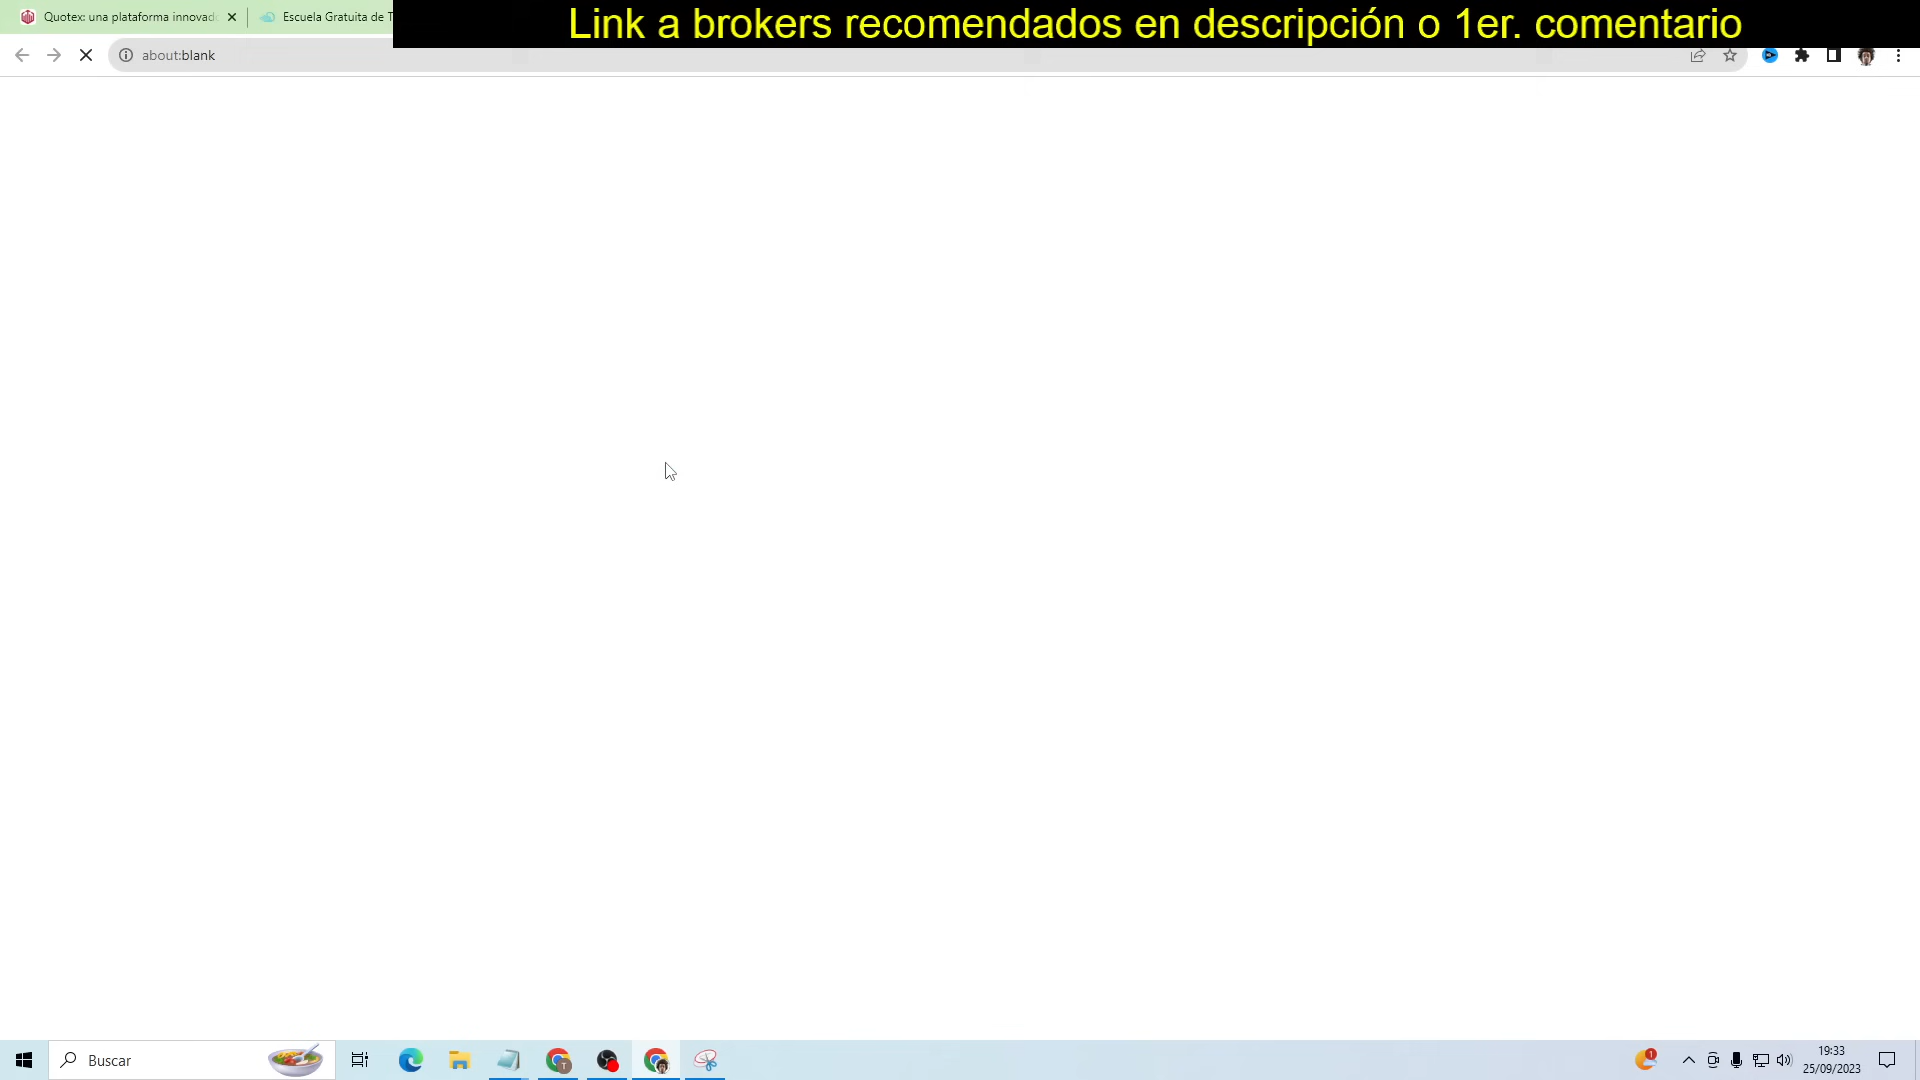 Quotex: una plataforma innovad
Escuela Gratuita de T
Link a brokers recomendados en descripción o 1er. comentario
about:blank
Buscar
T
1
19:33
25/09/2023